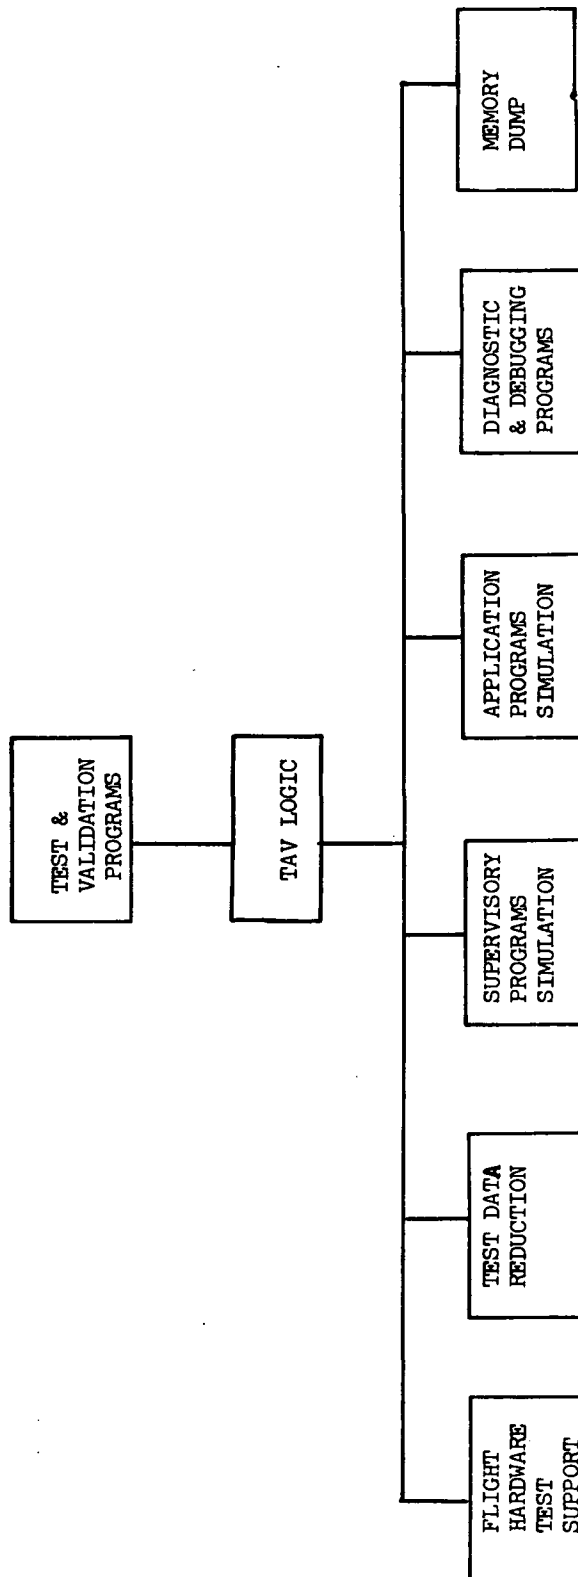 TEST &
VALIDATION
PROGRAMS
TAV LOGIC
FLIGHT
HARDWARE
TEST
SUPPORT
TEST DATA
REDUCTION
SUPERVISORY
PROGRAMS
SIMULATION
APPLICATION
PROGRAMS
SIMULATION
DIAGNOSTIC
& DEBUGGING
PROGRAMS
MEMORY
DUMP